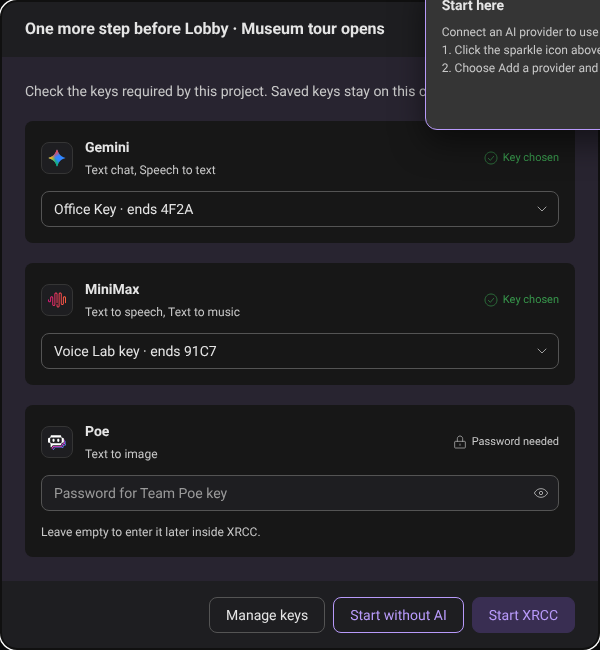 One more step before Lobby · Museum tour opens
Start here
Connect an AI provider to use
1. Click the sparkle icon above
2. Choose Add a provider and
Check the keys required by this project. Saved keys stay on this
Gemini
Text chat, Speech to text
Key chosen
Office Key · ends 4F2A
MiniMax
Text to speech, Text to music
Key chosen
Voice Lab key · ends 91C7
Poe
Text to image
Password needed
Password for Team Poe key
Leave empty to enter it later inside XRCC.
Manage keys
Start without AI
Start XRCC